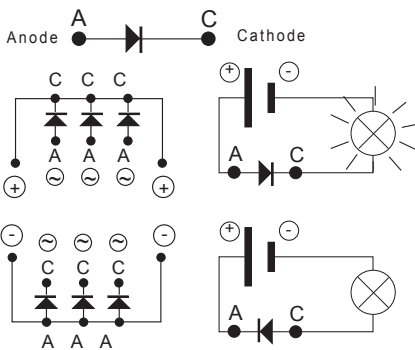 A C
Anode Cathode
C C C
A A A
+ ~ ~ ~ +
+ -
A C
- ~ ~ ~ -
C C C
A A A
+ -
A C